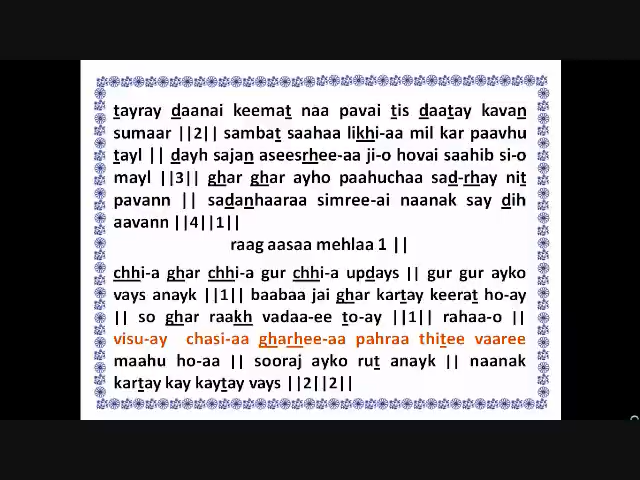 tayray daanai keemat naa pavai tis daatay kavan
sumaar ||2|| sambat saahaa likhi-aa mil kar paavhu
tayl || dayh sajan aseesrhee-aa ji-o hovai saahib si-o
mayl ||3|| ghar ghar ayho paahuchaa sad-rhay nit
pavann || sadanhaaraa simree-ai naanak say dih
aavann ||4||1||
raag aasaa mehlaa 1 ||
chhi-a ghar chhi-a gur chhi-a updays || gur gur ayko
vays anayk ||1|| baabaa jai ghar kartay keerat ho-ay
|| so ghar raakh vadaa-ee to-ay ||1|| rahaa-o ||
visu-ay chasi-aa gharhee-aa pahraa thitee vaaree
maahu ho-aa || sooraj ayko rut anayk || naanak
kartay kay kaytay vays ||2||2||